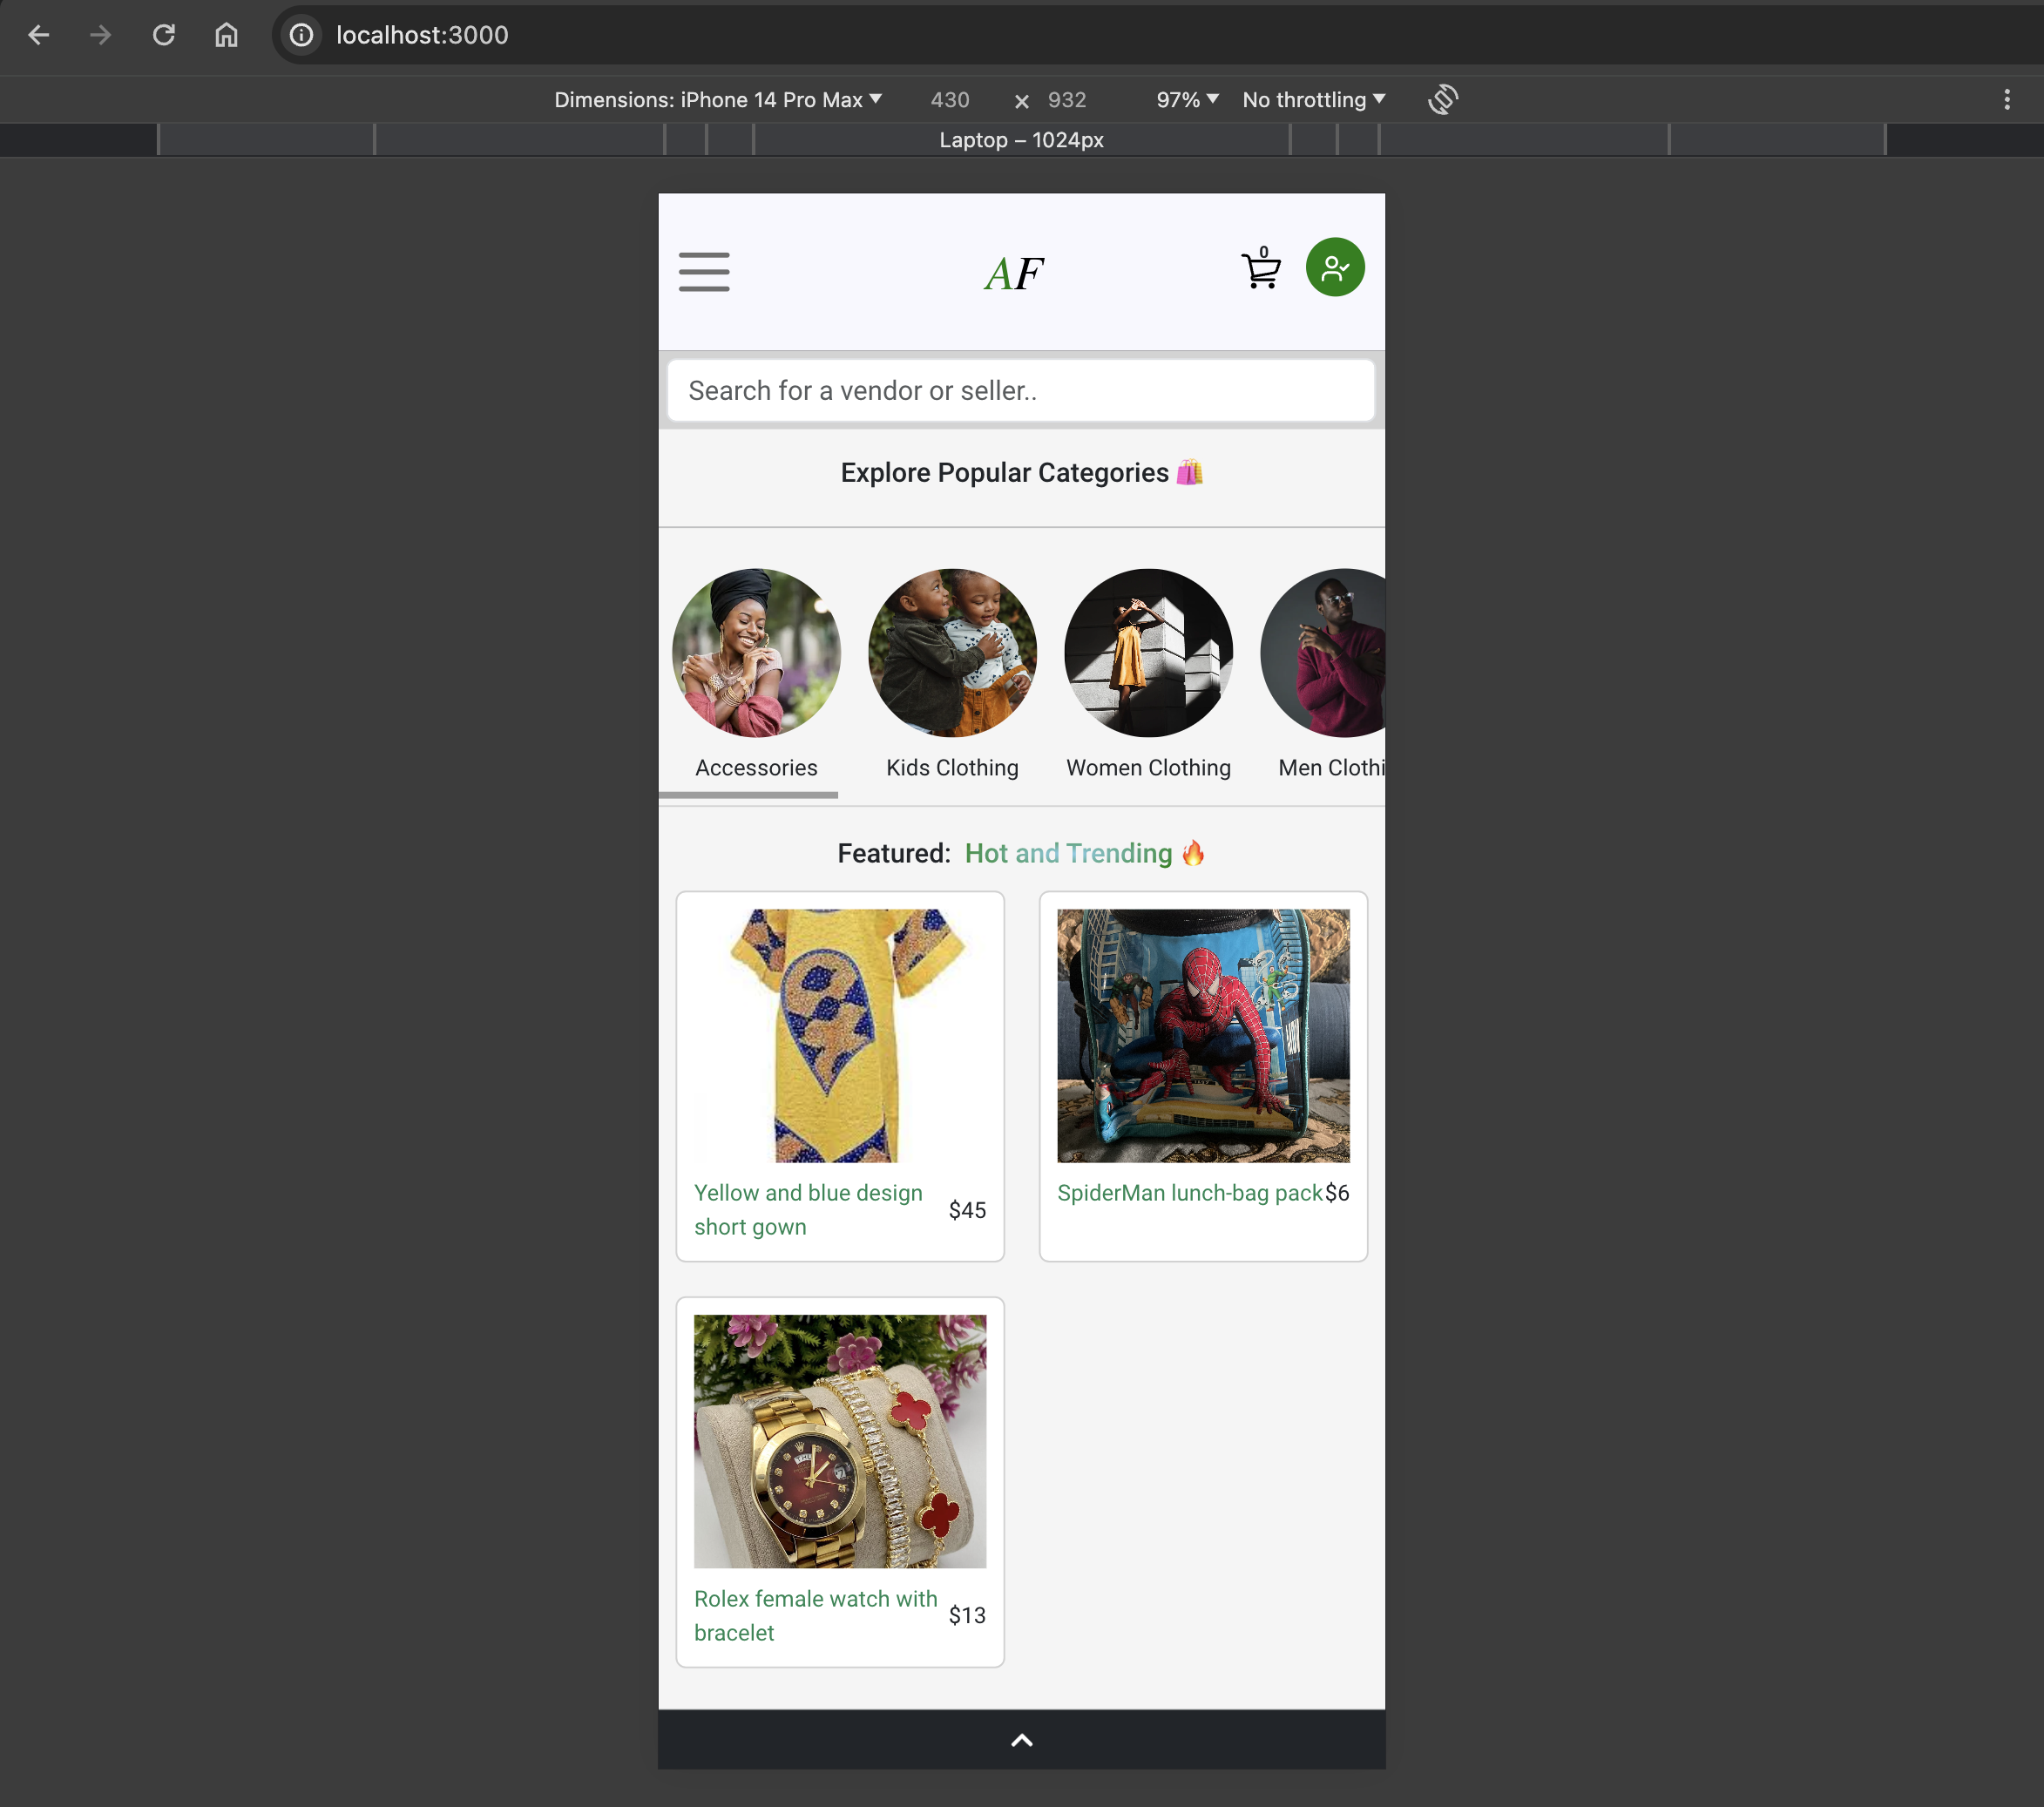 localhost:3000
Dimensions: iPhone 14 Pro Max 430 × 932 97% No throttling
Laptop – 1024px
AF
0
Search for a vendor or seller..
Explore Popular Categories 🛍️
Accessories Kids Clothing Women Clothing Men Clothi
Featured: Hot and Trending 🔥
Yellow and blue design
short gown
$45
SpiderMan lunch-bag pack $6
Rolex female watch with
bracelet
$13